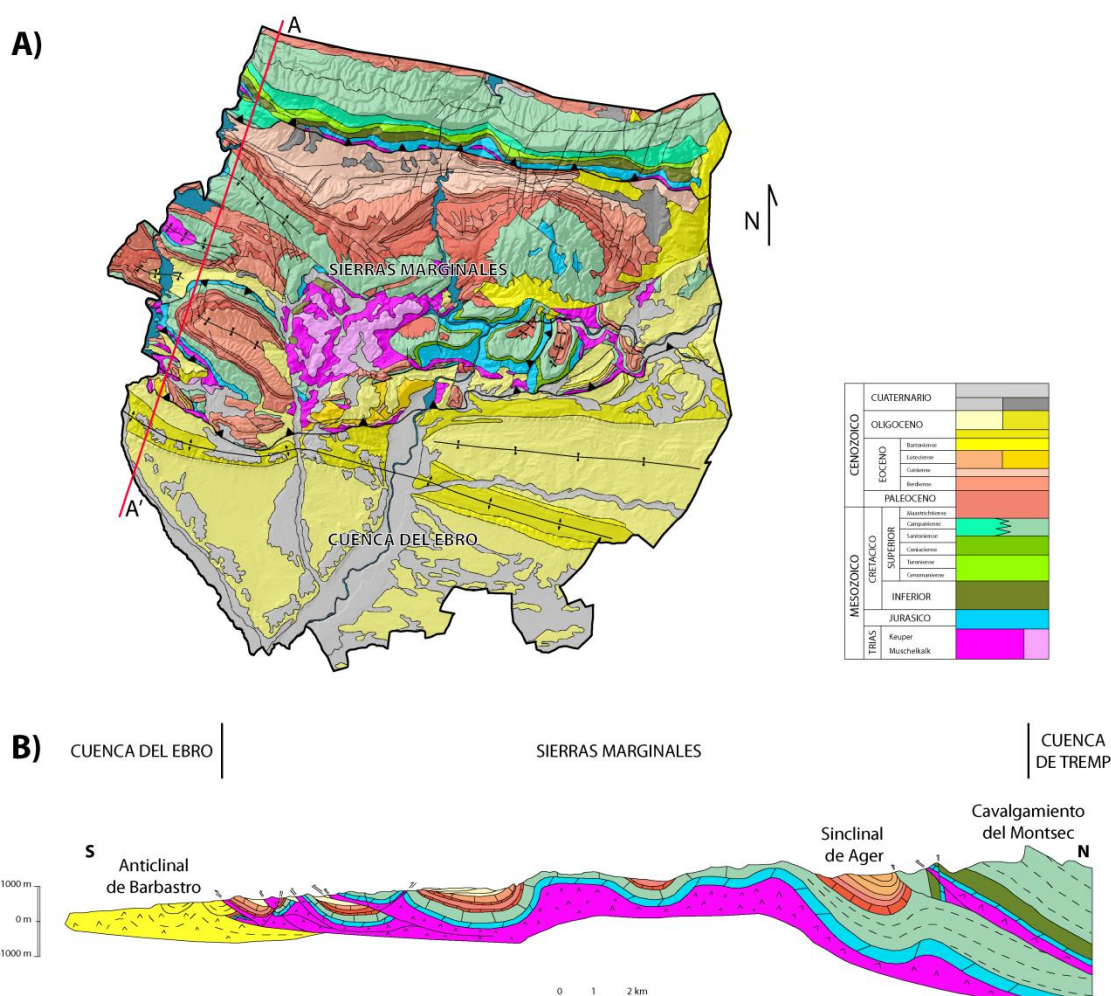 A)
A
N
SIERRAS MARGINALES
A'
CUENCA DEL EBRO
CENOZOICO
CUATERNARIO
OLIGOCENO
EOCENO
Bartoniense
Luteciense
Cuisiense
Ilerdiense
PALEOCENO
MESOZOICO
CRETACICO
SUPERIOR
Maastrichtiense
Campaniense
Santoniense
Coniaciense
Turoniense
Cenomaniense
INFERIOR
JURASICO
TRIAS
Keuper
Muschelkalk
B)
CUENCA DEL EBRO
SIERRAS MARGINALES
CUENCA
DE TREMP
S
Anticlinal
de Barbastro
Sinclinal
de Ager
Cavalgamiento
del Montsec
N
1000 m
0 m
-1000 m
0 1 2 km